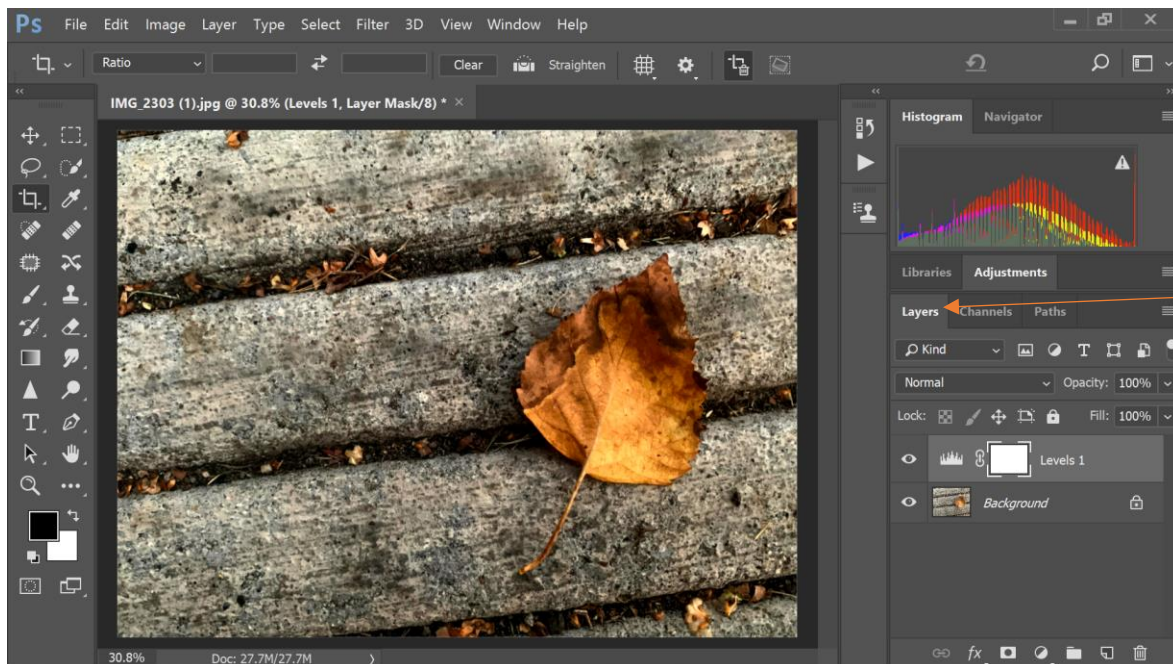 Ps File Edit Image Layer Type Select Filter 3D View Window Help
Ratio Clear Straighten
IMG_2303 (1).jpg @ 30.8% (Levels 1, Layer Mask/8) * ×
Histogram Navigator
Libraries Adjustments
Layers Channels Paths
Kind T
Normal Opacity: 100%
Lock: Fill: 100%
Levels 1
Background
T
fx
30.8% Doc: 27.7M/27.7M